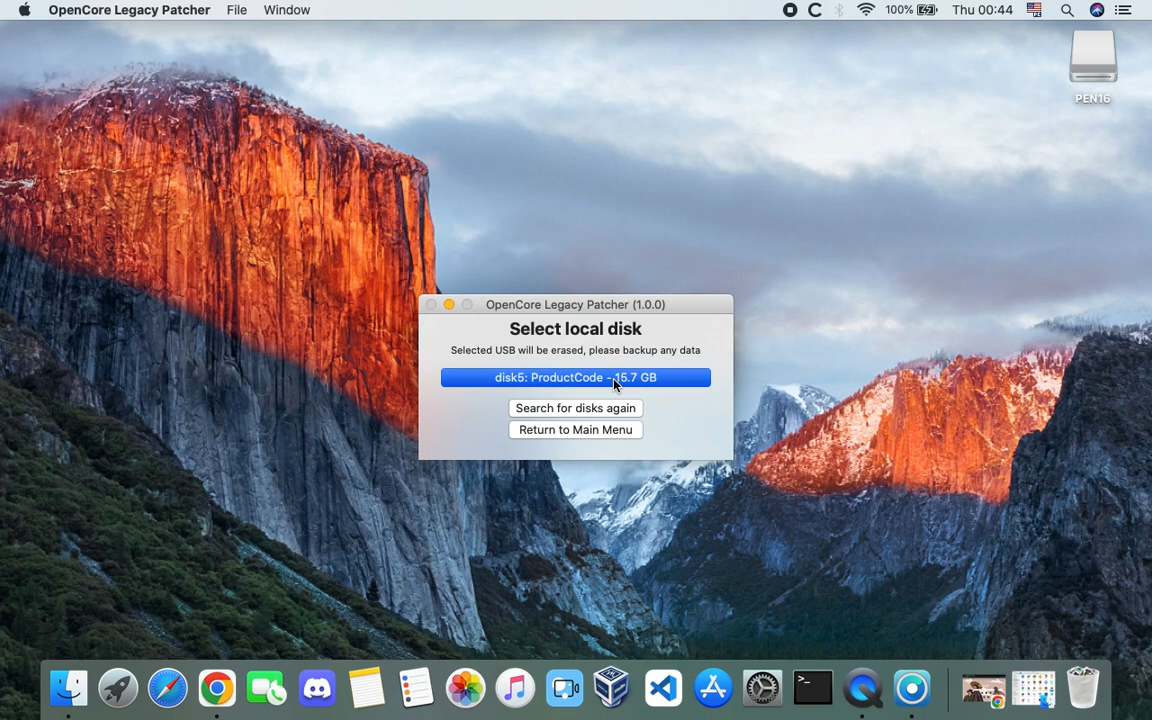 OpenCore Legacy Patcher File Window 100% Thu 00:44
PEN16
OpenCore Legacy Patcher (1.0.0)
Select local disk
Selected USB will be erased, please backup any data
disk5: ProductCode - 15.7 GB
Search for disks again
Return to Main Menu